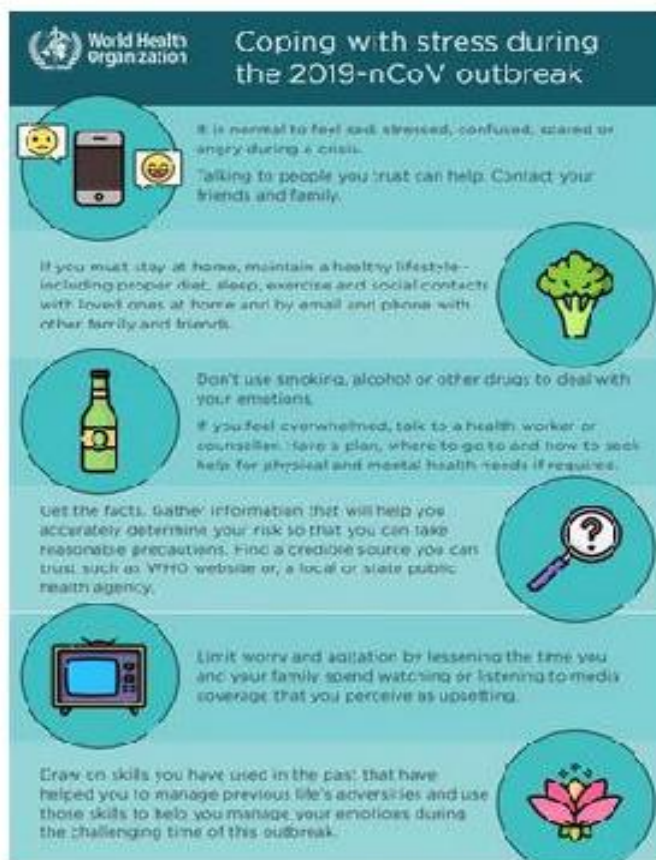 World Health
Organization
Coping with stress during
the 2019-nCoV outbreak
It is normal to feel sad, stressed, confused, scared or
angry during a crisis.
Talking to people you trust can help. Contact your
friends and family.
If you must stay at home, maintain a healthy lifestyle -
including proper diet, sleep, exercise and social contacts
with loved ones at home and by email and phone with
other family and friends.
Don't use smoking, alcohol or other drugs to deal with
your emotions.
If you feel overwhelmed, talk to a health worker or
counsellor. Have a plan, where to go to and how to seek
help for physical and mental health needs if required.
Get the facts. Gather information that will help you
accurately determine your risk so that you can take
reasonable precautions. Find a credible source you can
trust such as WHO website or, a local or state public
health agency.
?
Limit worry and agitation by lessening the time you
and your family spend watching or listening to media
coverage that you perceive as upsetting.
Draw on skills you have used in the past that have
helped you to manage previous life's adversities and use
those skills to help you manage your emotions during
the challenging time of this outbreak.